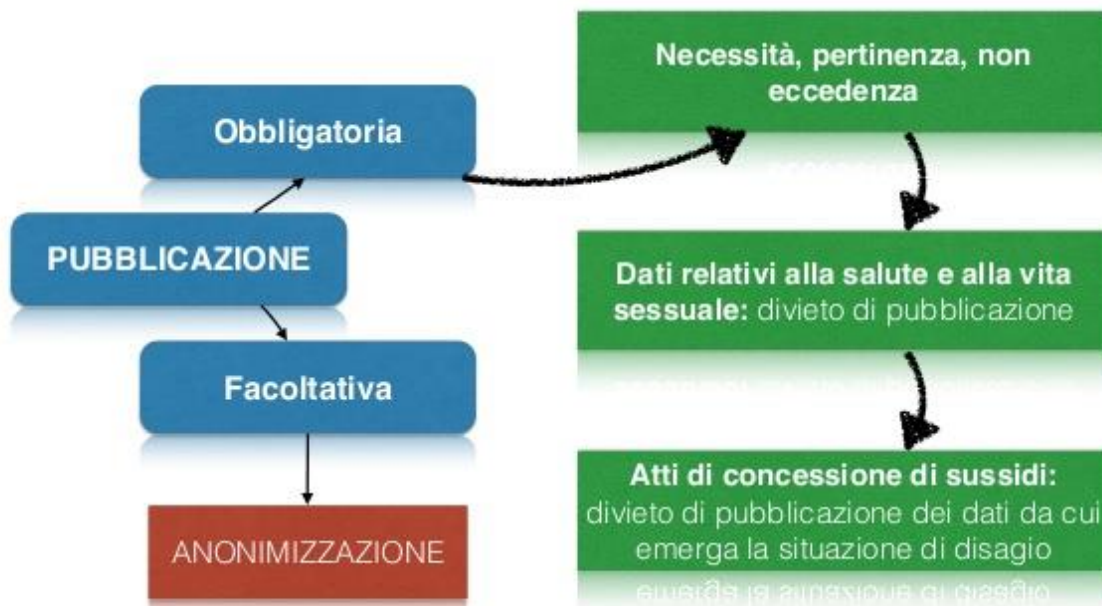 Obbligatoria
PUBBLICAZIONE
Facoltativa
ANONIMIZZAZIONE
Necessità, pertinenza, non
eccedenza
Dati relativi alla salute e alla vita
sessuale: divieto di pubblicazione
Atti di concessione di sussidi:
divieto di pubblicazione dei dati da cui
emerga la situazione di disagio